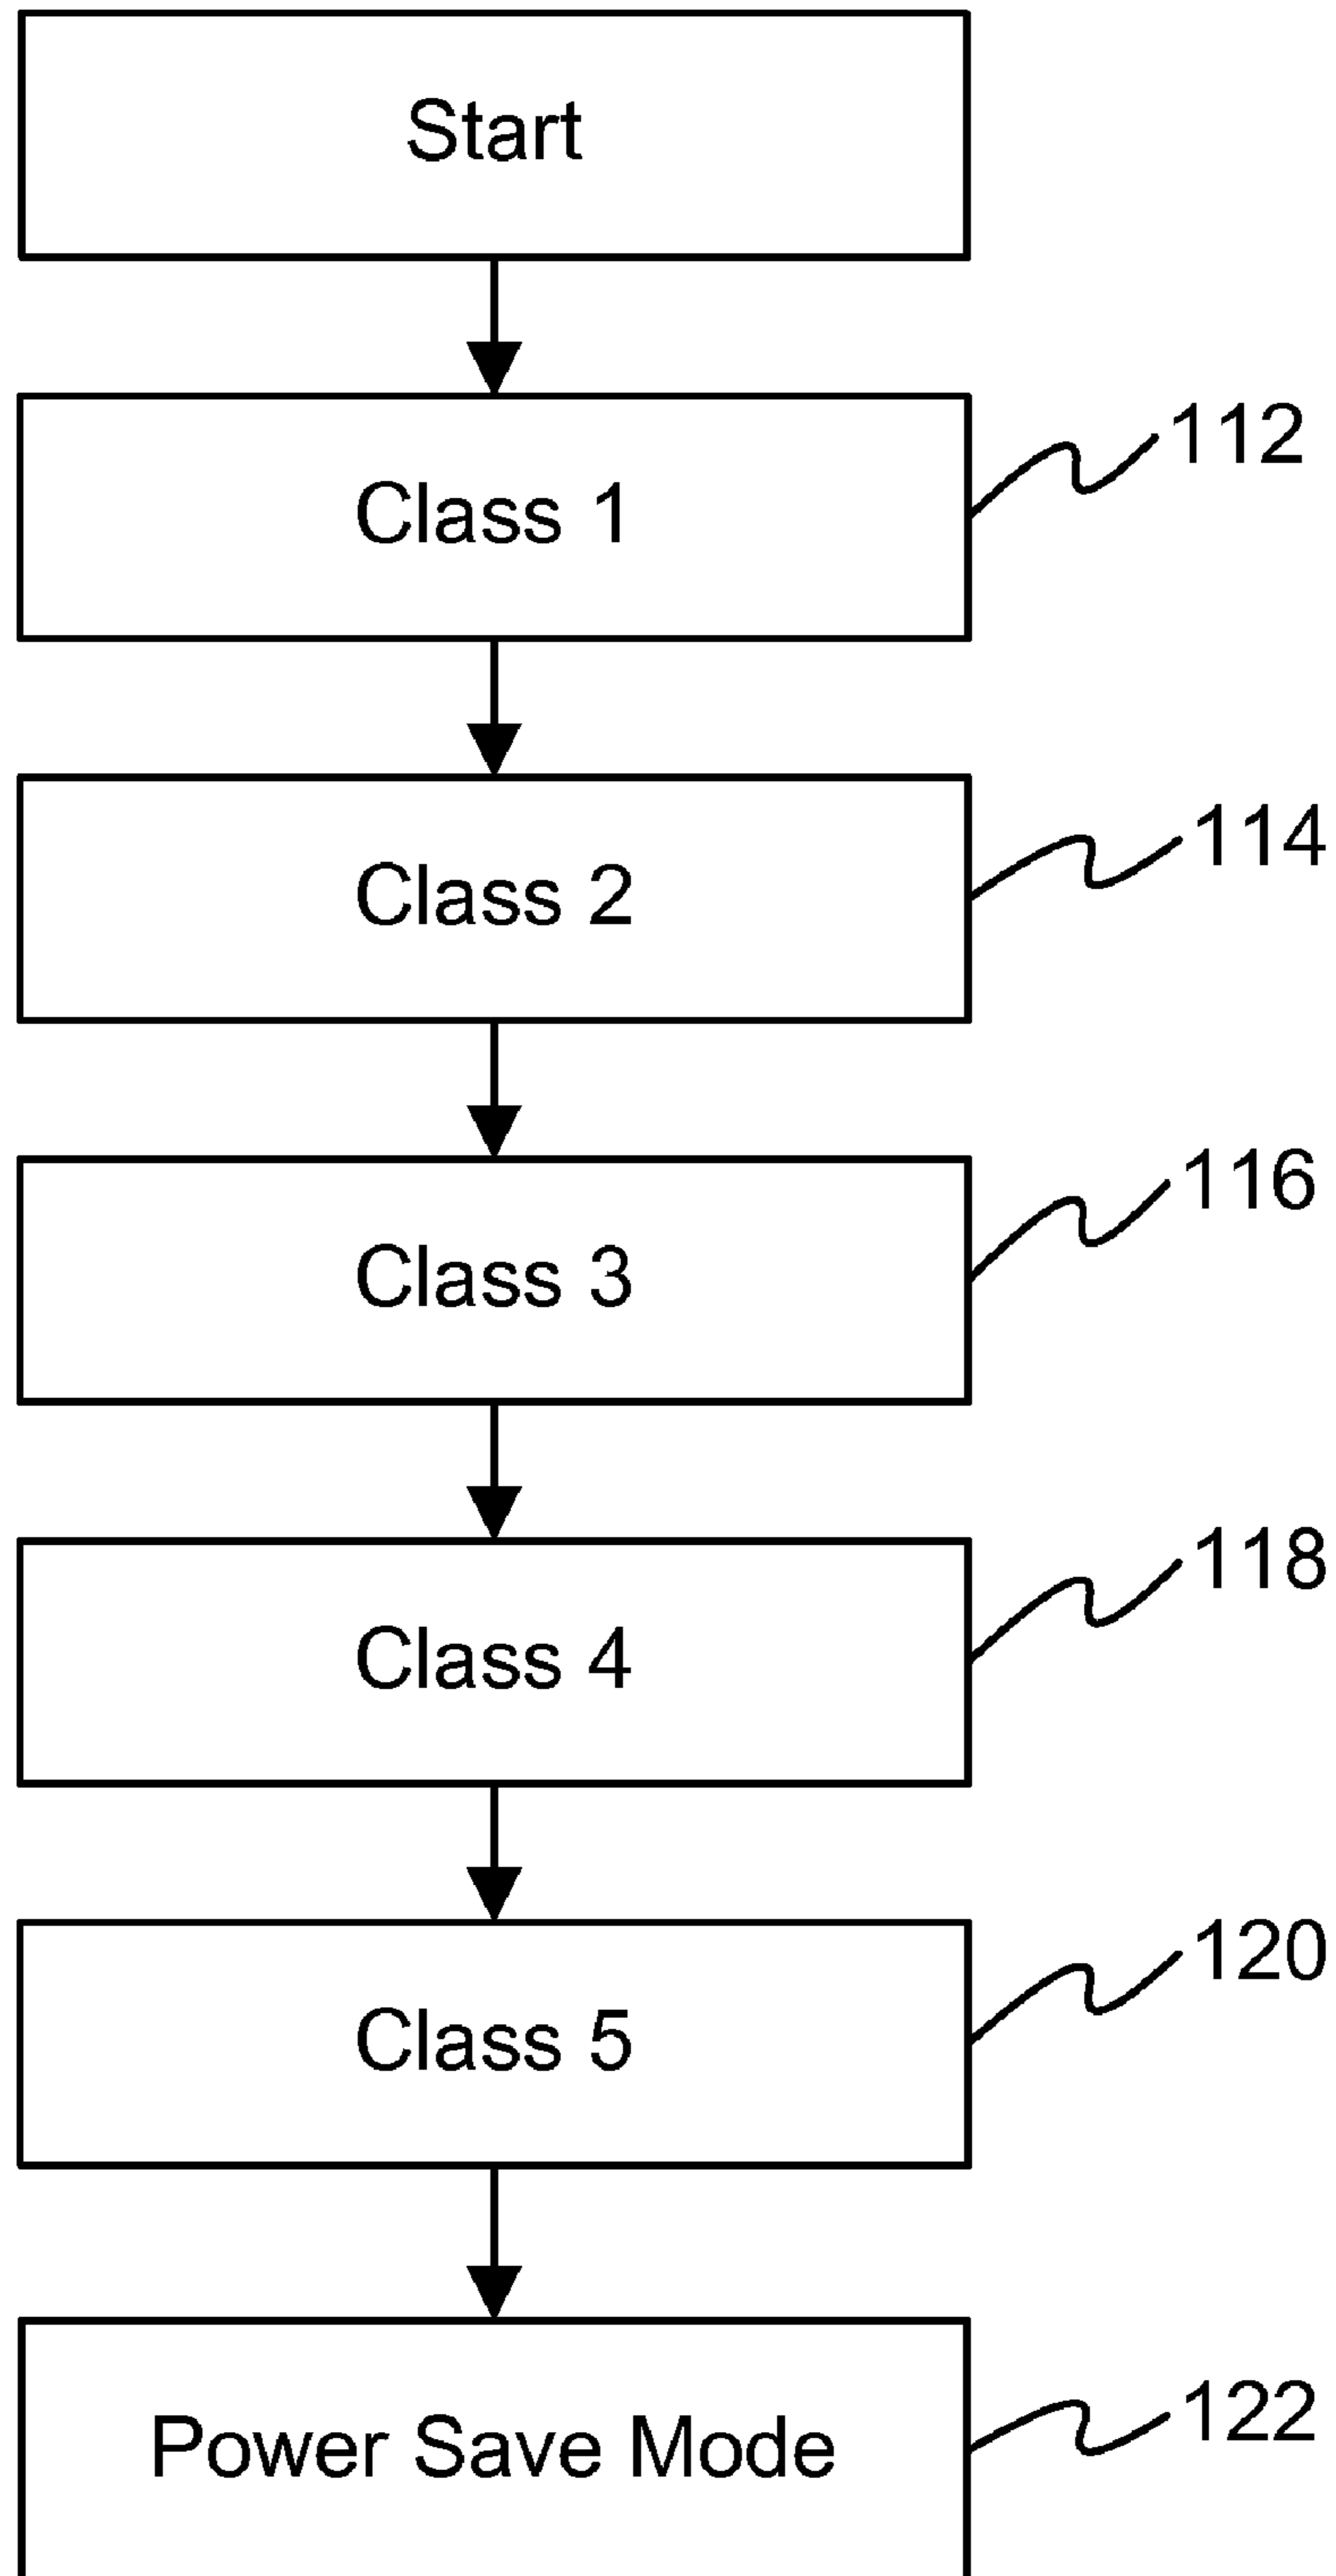 Start
Class 1
112
Class 2
114
Class 3
116
Class 4
118
Class 5
120
Power Save Mode
122